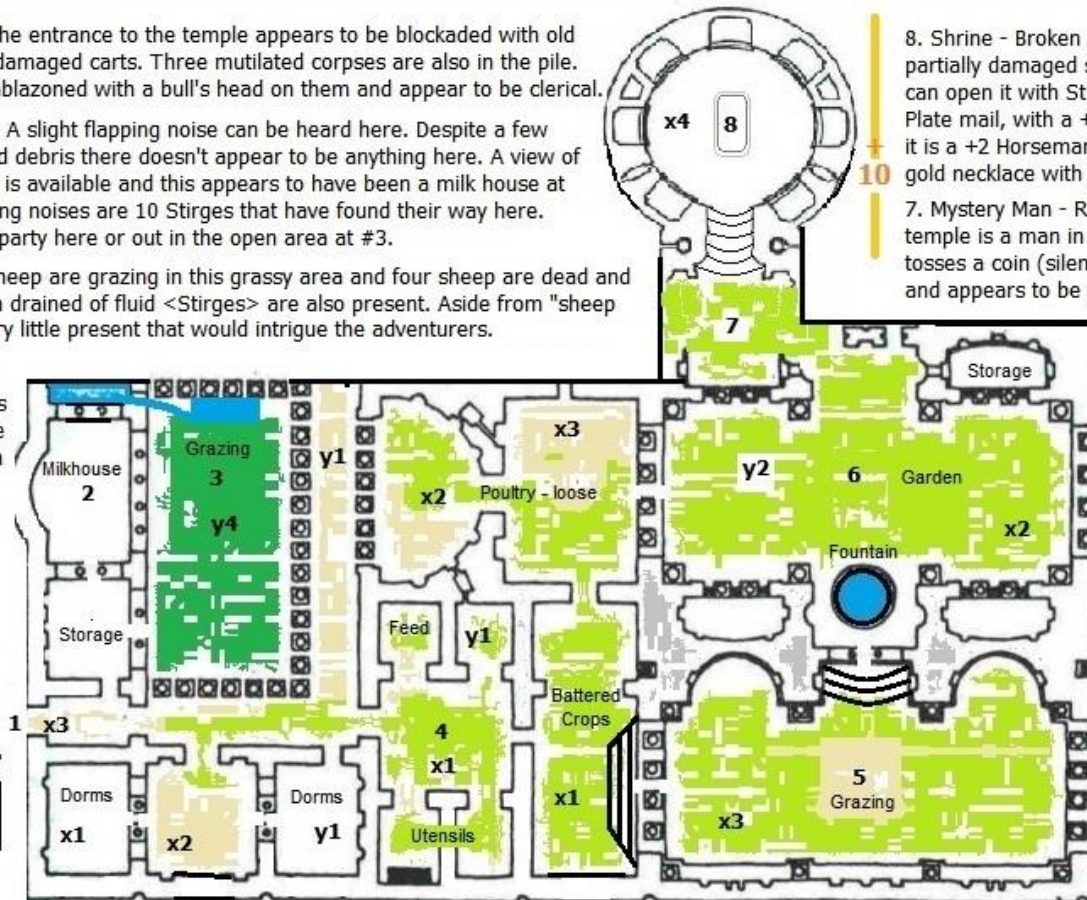 he entrance to the temple appears to be blockaded with old
damaged carts. Three mutilated corpses are also in the pile.
blazoned with a bull's head on them and appear to be clerical.
A slight flapping noise can be heard here. Despite a few
d debris there doesn't appear to be anything here. A view of
is available and this appears to have been a milk house at
ng noises are 10 Stirges that have found their way here.
party here or out in the open area at #3.
heep are grazing in this grassy area and four sheep are dead and
drained of fluid <Stirges> are also present. Aside from "sheep
ry little present that would intrigue the adventurers.
x4 8
+
10
8. Shrine - Broken
partially damaged s
can open it with St
Plate mail, with a +
it is a +2 Horseman
gold necklace with
7. Mystery Man - R
temple is a man in
tosses a coin (silen
and appears to be
7
Storage
Milkhouse
2
Grazing
3
y4
y1
x2
x3
Poultry - loose
y2
6
Garden
x2
Fountain
Storage
Feed
y1
Battered
Crops
1 x3
4
x1
Dorms
x1
x2
Dorms
y1
Utensils
x1
5
Grazing
x3